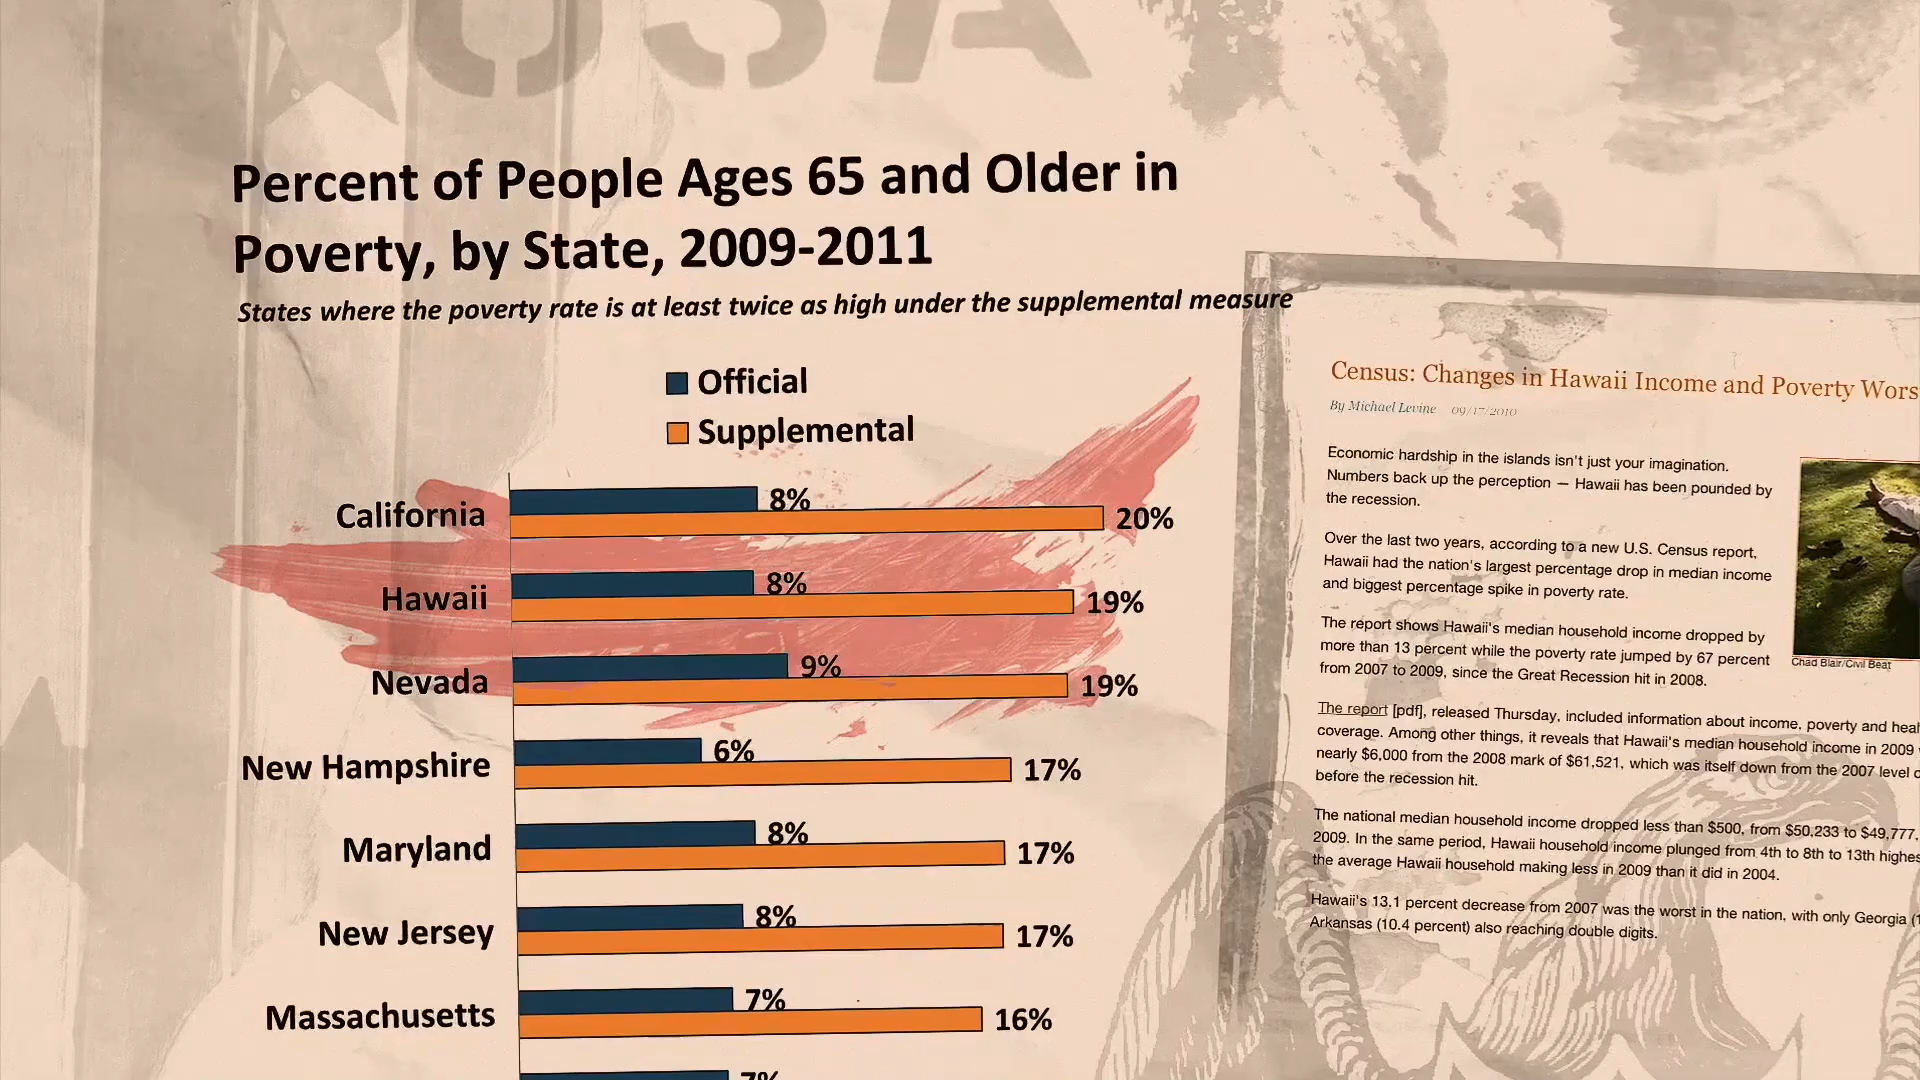 USA
Percent of People Ages 65 and Older in
Poverty, by State, 2009-2011
States where the poverty rate is at least twice as high under the supplemental measure
Official
Supplemental
California
8%
20%
Hawaii
8%
19%
Nevada
9%
19%
New Hampshire
6%
17%
Maryland
8%
17%
New Jersey
8%
17%
Massachusetts
7%
16%
7%
Census: Changes in Hawaii Income and Poverty Wors
By Michael Levine 09/17/2010
Economic hardship in the islands isn't just your imagination.
Numbers back up the perception — Hawaii has been pounded by
the recession.
Over the last two years, according to a new U.S. Census report,
Hawaii had the nation's largest percentage drop in median income
and biggest percentage spike in poverty rate.
The report shows Hawaii's median household income dropped by
more than 13 percent while the poverty rate jumped by 67 percent
from 2007 to 2009, since the Great Recession hit in 2008.
Chad Blair/Civil Beat
The report [pdf], released Thursday, included information about income, poverty and heal
coverage. Among other things, it reveals that Hawaii's median household income in 2009
nearly $6,000 from the 2008 mark of $61,521, which was itself down from the 2007 level
before the recession hit.
The national median household income dropped less than $500, from $50,233 to $49,777,
2009. In the same period, Hawaii household income plunged from 4th to 8th to 13th highes
the average Hawaii household making less in 2009 than it did in 2004.
Hawaii's 13.1 percent decrease from 2007 was the worst in the nation, with only Georgia (
Arkansas (10.4 percent) also reaching double digits.